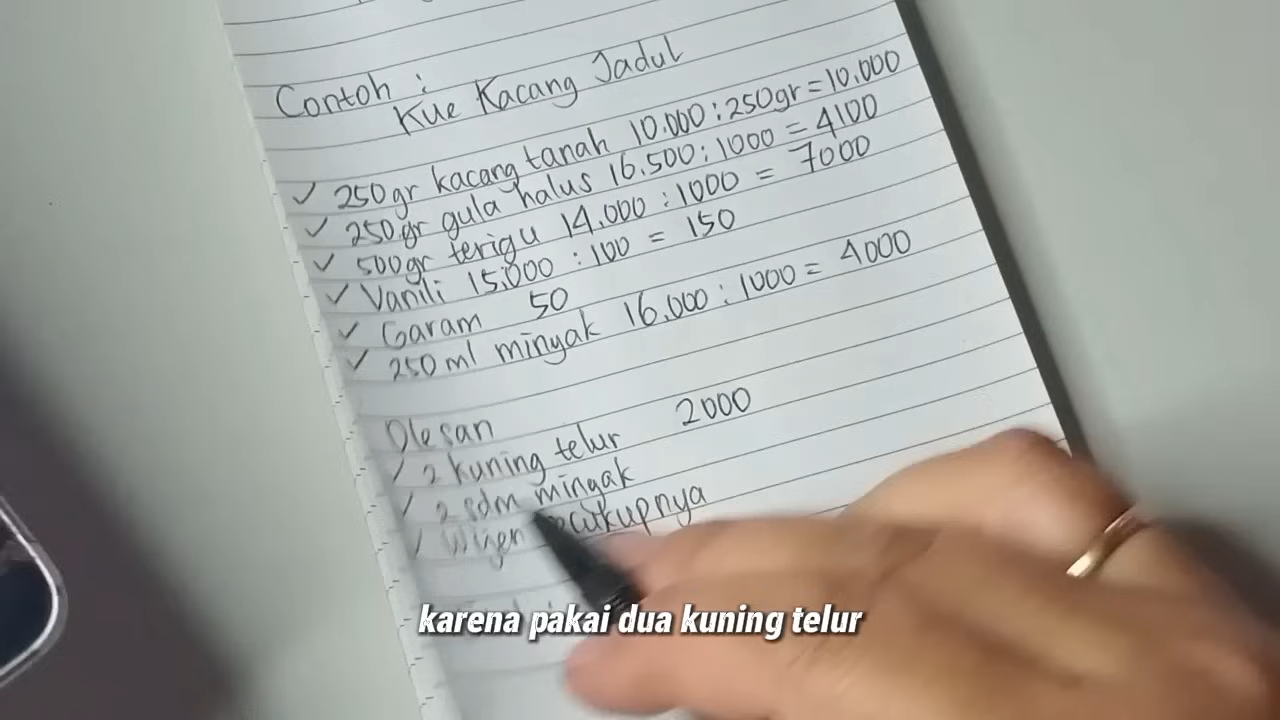 Contoh :
Kue Kacang Jadul
✓ 250gr kacang tanah 10.000 : 250gr = 10.000
✓ 250gr gula halus 16.500 : 1000 = 4100
✓ 500gr terigu 14.000 : 1000 = 7000
✓ Vanili 15.000 : 100 = 150
✓ Garam 50
✓ 250 ml minyak 16.000 : 1000 = 4000
Olesan
✓ 2 kuning telur 2000
✓ 2 sdm minyak
✓ Wijen secukupnya
karena pakai dua kuning telur